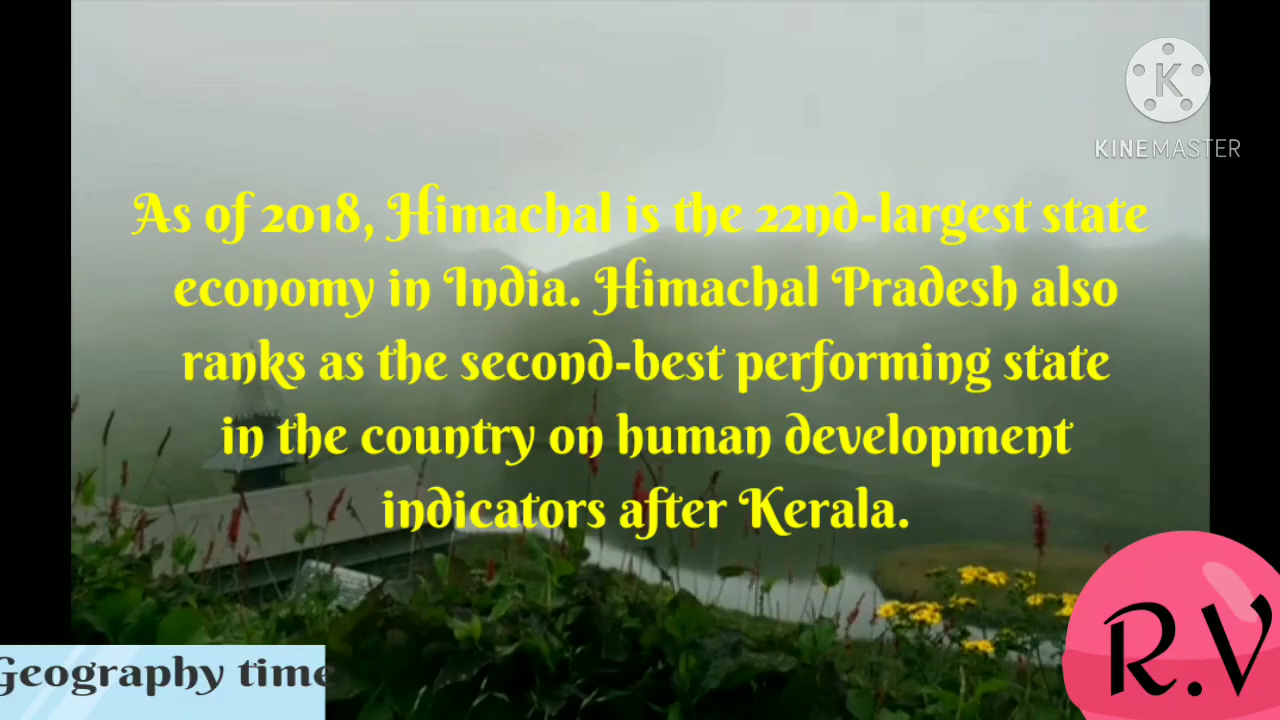 K
KINEMASTER
As of 2018, Himachal is the 22nd-largest state
economy in India. Himachal Pradesh also
ranks as the second-best performing state
in the country on human development
indicators after Kerala.
Geography time
R.V